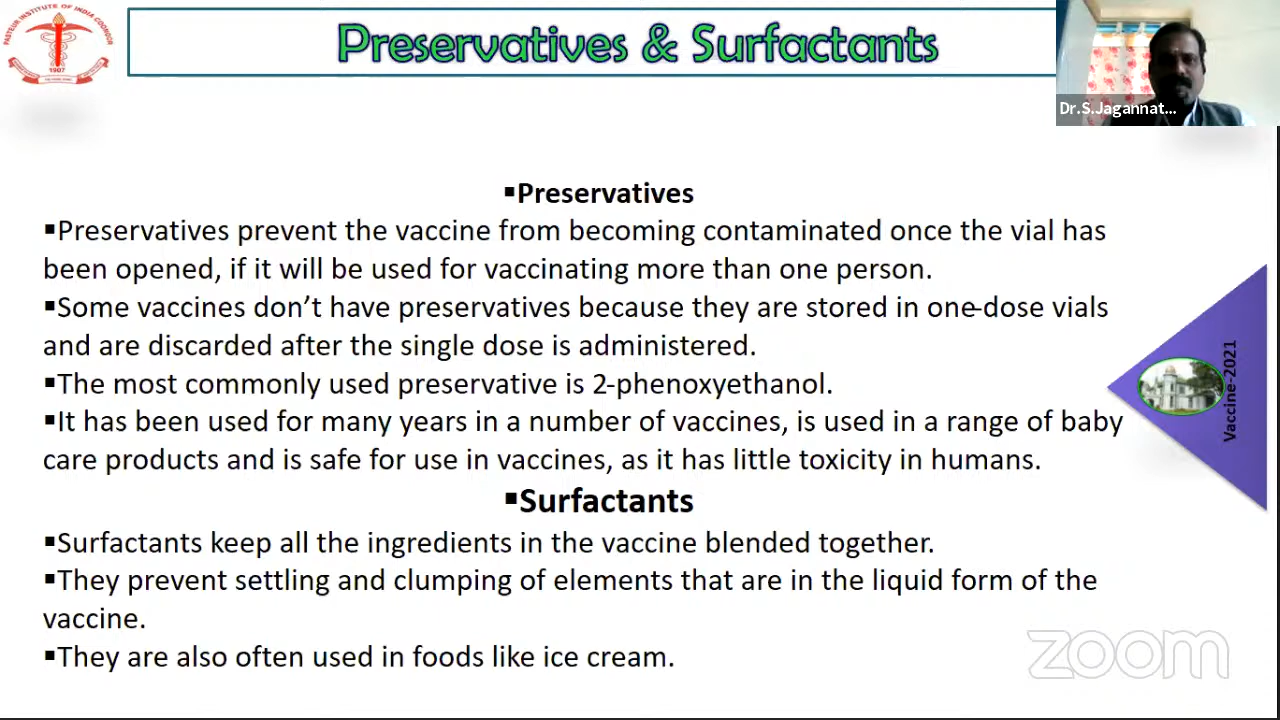 PASTEUR INSTITUTE OF INDIA COONOOR
1907
Preservatives & Surfactants
Dr.S.Jagannat...
▪Preservatives
▪Preservatives prevent the vaccine from becoming contaminated once the vial has
been opened, if it will be used for vaccinating more than one person.
▪Some vaccines don't have preservatives because they are stored in one-dose vials
and are discarded after the single dose is administered.
▪The most commonly used preservative is 2-phenoxyethanol.
▪It has been used for many years in a number of vaccines, is used in a range of baby
care products and is safe for use in vaccines, as it has little toxicity in humans.
▪Surfactants
▪Surfactants keep all the ingredients in the vaccine blended together.
▪They prevent settling and clumping of elements that are in the liquid form of the
vaccine.
▪They are also often used in foods like ice cream.
Vaccine-2021
zoom